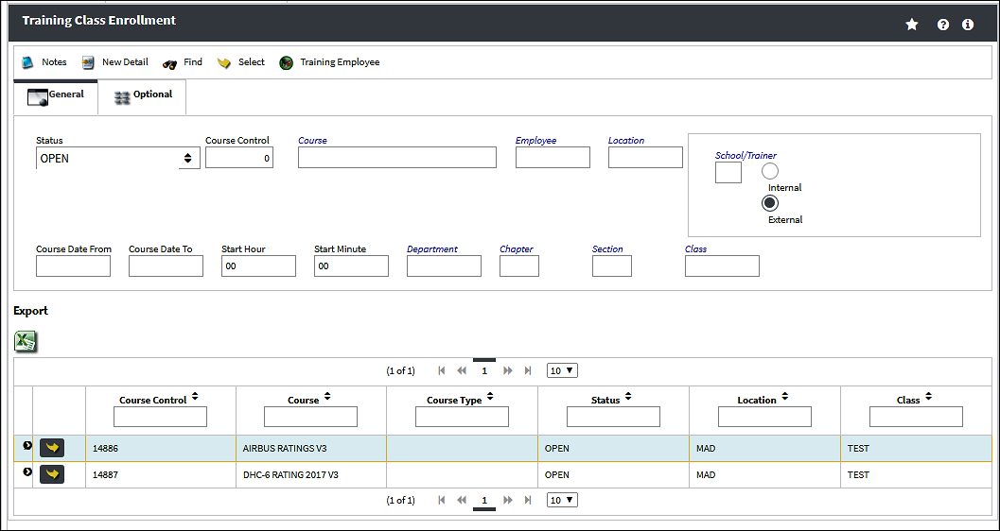 Training Class Enrollment
Notes New Detail Find Select Training Employee
General Optional
Status Course Control Course Employee Location
OPEN 0
School/Trainer
Internal
External
Course Date From Course Date To Start Hour Start Minute Department Chapter Section Class
00 00
Export
(1 of 1) 1 10
Course Control Course Course Type Status Location Class
14886 AIRBUS RATINGS V3 OPEN MAD TEST
14887 DHC-6 RATING 2017 V3 OPEN MAD TEST
(1 of 1) 1 10